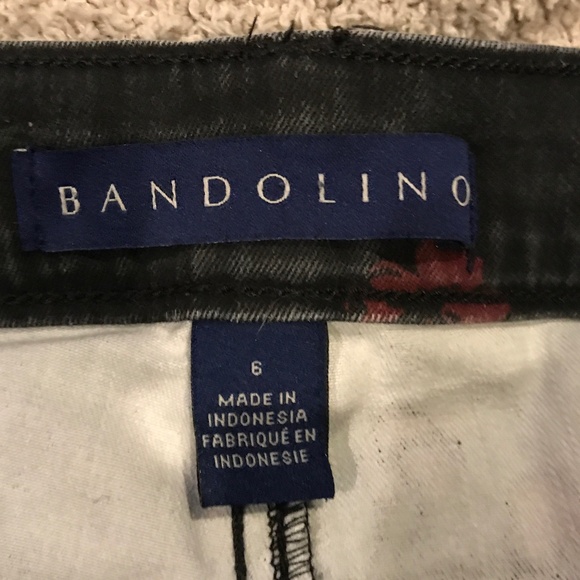 BANDOLINO
6
MADE IN
INDONESIA
FABRIQUÉ EN
INDONESIE